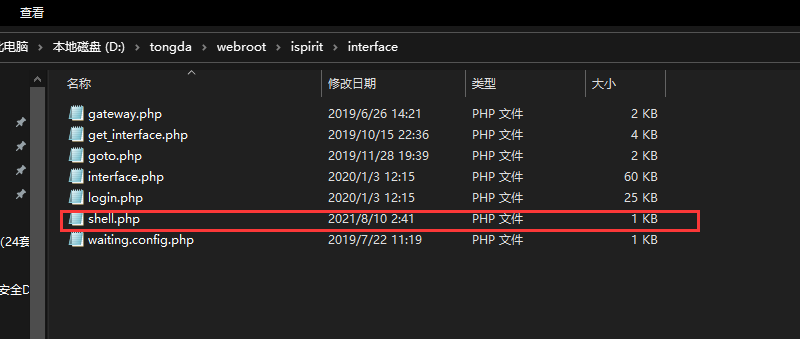 查看
比电脑 › 本地磁盘 (D:) › tongda › webroot › ispirit › interface
名称 修改日期 类型 大小
gateway.php 2019/6/26 14:21 PHP 文件 2 KB
get_interface.php 2019/10/15 22:36 PHP 文件 4 KB
goto.php 2019/11/28 19:39 PHP 文件 2 KB
interface.php 2020/1/3 12:15 PHP 文件 60 KB
login.php 2020/1/3 12:15 PHP 文件 25 KB
shell.php 2021/8/10 2:41 PHP 文件 1 KB
(24套 waiting.config.php 2019/7/22 11:19 PHP 文件 1 KB
安全D